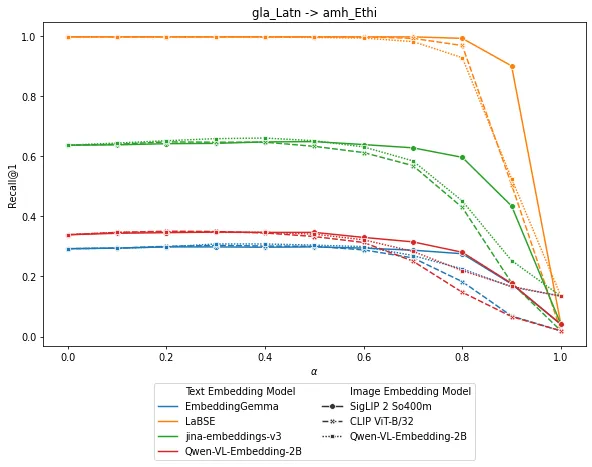 gla_Latn -> amh_Ethi
1.0
0.8
0.6
0.4
0.2
0.0
Recall@1
0.0 0.2 0.4 0.6 0.8 1.0
α
Text Embedding Model Image Embedding Model
EmbeddingGemma SigLIP 2 So400m
LaBSE CLIP ViT-B/32
jina-embeddings-v3 Qwen-VL-Embedding-2B
Qwen-VL-Embedding-2B